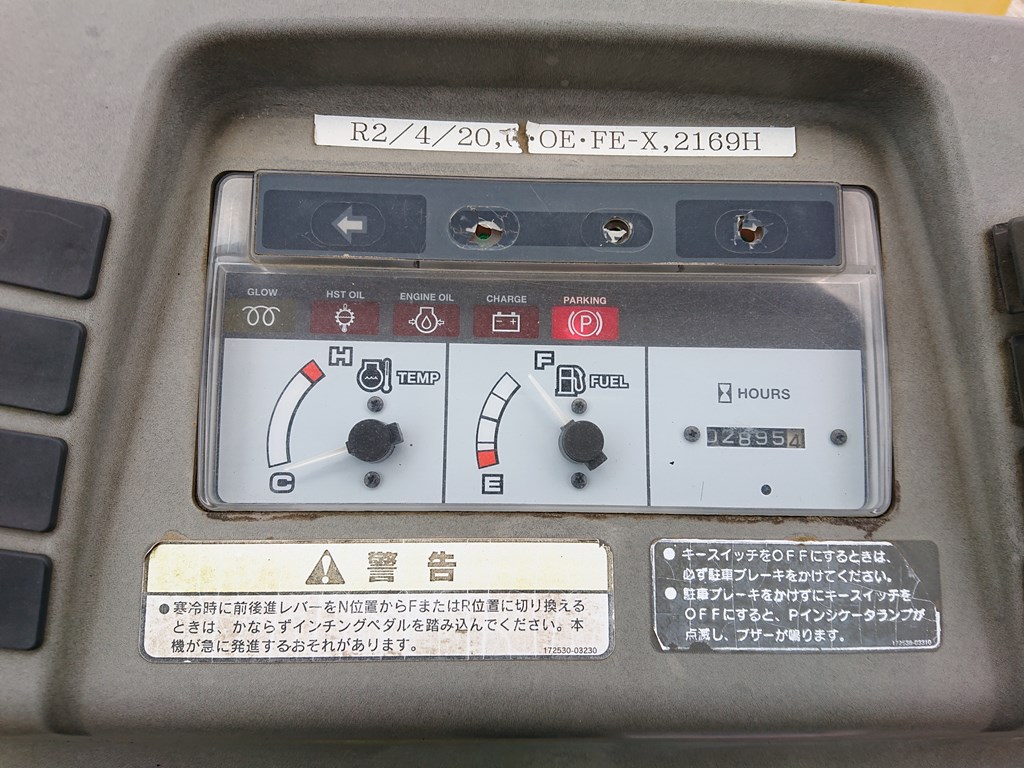 R2/4/20, ・OE・FE-X,2169H
GLOW
HST OIL
ENGINE OIL
CHARGE
PARKING
P
H
TEMP
C
F
FUEL
E
HOURS
028954
警告
●寒冷時に前後進レバーをN位置からFまたはR位置に切り換える
ときは、かならずインチングペダルを踏み込んでください。本
機が急に発進するおそれがあります。
172530-03230
●キースイッチをOFFにするときは、
必ず駐車ブレーキをかけてください。
●駐車ブレーキをかけずにキースイッチを
OFFにすると、Pインジケータランプが
点滅し、ブザーが鳴ります。
172530-03310